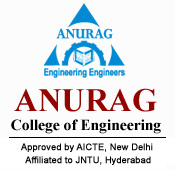 ANURAG
Engineering Engineers
ANURAG
College of Engineering
Approved by AICTE, New Delhi
Affiliated to JNTU, Hyderabad